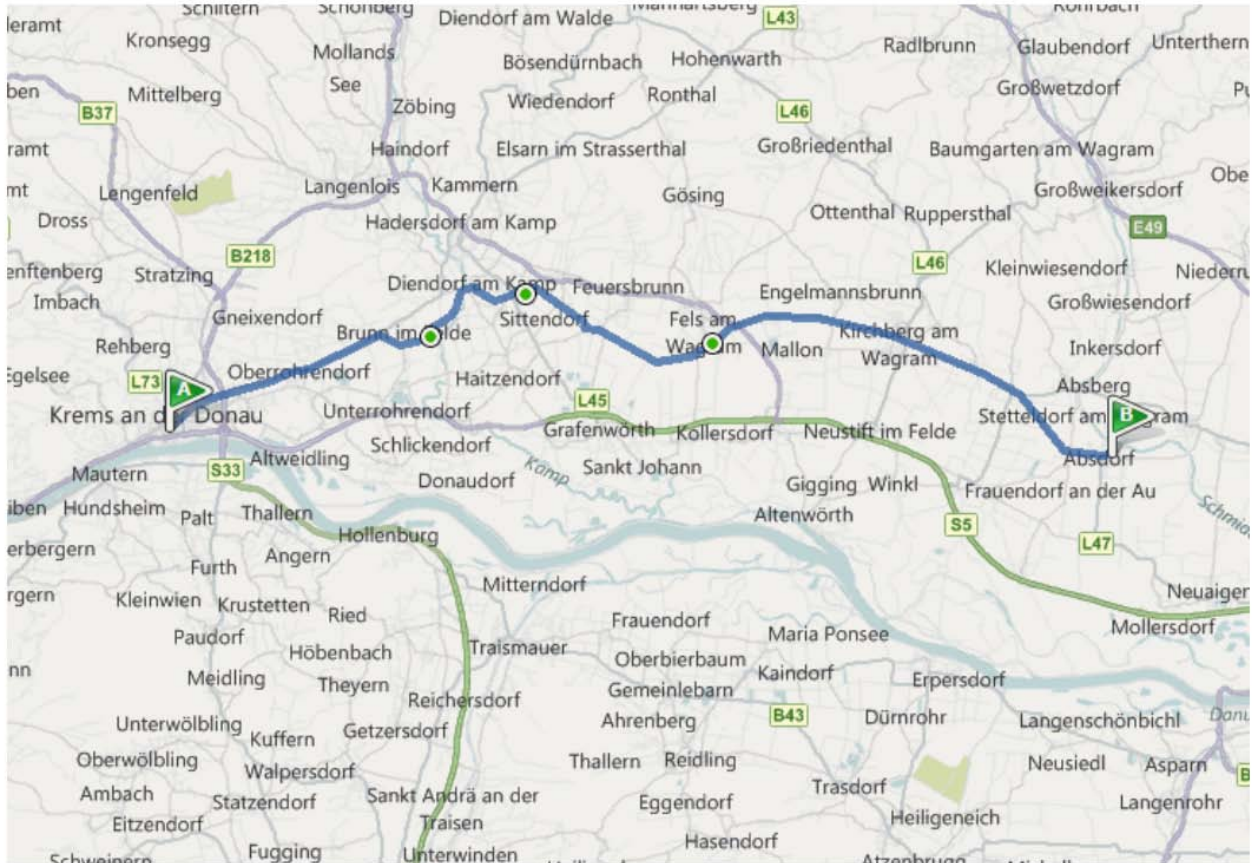 Schiltern
Schönberg
Diendorf am Walde
L43
Kronsegg
Mollands
Radlbrunn
Glaubendorf
Unterthern
See
Bösendürnbach
Hohenwarth
B37
Mittelberg
Zöbing
Wiedendorf
Ronthal
Großwetzdorf
L46
Haindorf
Elsarn im Strasserthal
Großriedenthal
Baumgarten am Wagram
Lengenfeld
Langenlois
Kammern
Gösing
Großweikersdorf
Dross
Hadersdorf am Kamp
Ottenthal
Ruppersthal
E49
B218
L46
Stratzing
Diendorf am Kamp
Feuersbrunn
Engelmannsbrunn
Kleinwiesendorf
Imbach
Gneixendorf
Sittendorf
Fels am
Wagram
Großwiesendorf
Rehberg
Mallon
Kirchberg am
Wagram
Inkersdorf
Oberrohrendorf
Haitzendorf
Absberg
L73
A
Krems an der Donau
Unterrohrendorf
L45
Grafenwörth
Kollersdorf
Neustift im Felde
B
Schlickendorf
Absdorf
Mautern
S33
Altweidling
Donaudorf
Kamp
Sankt Johann
Gigging
Winkl
Frauendorf an der Au
Hundsheim
Palt
Thallern
Hollenburg
Altenwörth
S5
L47
Furth
Angern
Mitterndorf
Kleinwien
Krustetten
Ried
Frauendorf
Maria Ponsee
Mollersdorf
Paudorf
Höbenbach
Traismauer
Oberbierbaum
Kaindorf
Erpersdorf
Meidling
Theyern
Reichersdorf
Gemeinlebarn
B43
Dürnrohr
Langenschönbichl
Unterwölbling
Kuffern
Getzersdorf
Ahrenberg
Oberwölbling
Walpersdorf
Thallern
Reidling
Trasdorf
Neusiedl
Asparn
Ambach
Statzendorf
Sankt Andrä an der
Traisen
Eggendorf
Heiligeneich
Langenrohr
Eitzendorf
Fugging
Unterwinden
Hasendorf